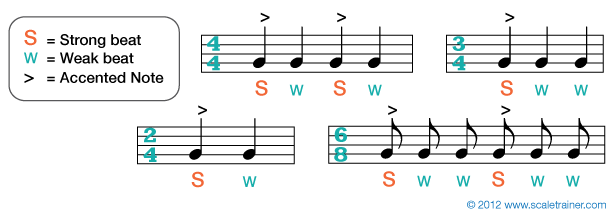 S = Strong beat
w = Weak beat
> = Accented Note
4
4
> >
S w S w
3
4
>
S w w
2
4
>
S w
6
8
> >
S w w S w w
© 2012 www.scaletrainer.com